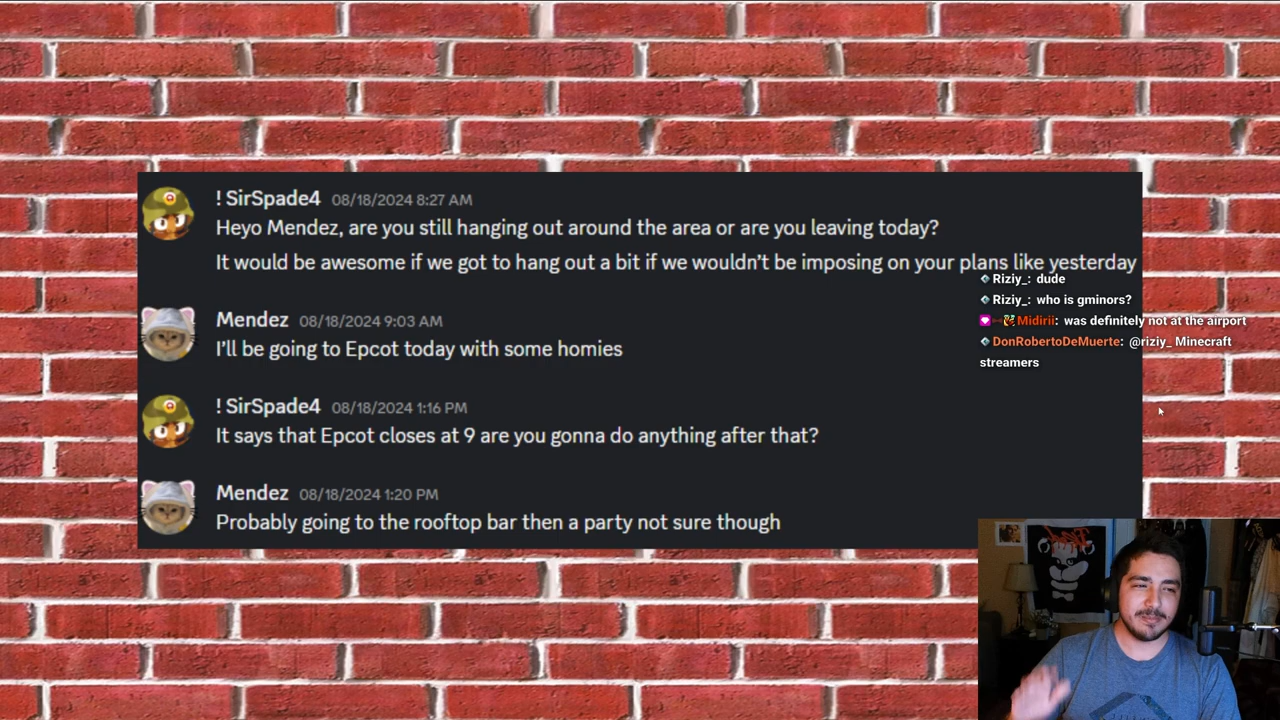 ! SirSpade4 08/18/2024 8:27 AM
Heyo Mendez, are you still hanging out around the area or are you leaving today?
It would be awesome if we got to hang out a bit if we wouldn't be imposing on your plans like yesterday
Mendez 08/18/2024 9:03 AM
I'll be going to Epcot today with some homies
! SirSpade4 08/18/2024 1:16 PM
It says that Epcot closes at 9 are you gonna do anything after that?
Mendez 08/18/2024 1:20 PM
Probably going to the rooftop bar then a party not sure though
Riziy_: dude
Riziy_: who is gminors?
Midirii: was definitely not at the airport
DonRobertoDeMuerte: @riziy_ Minecraft
streamers